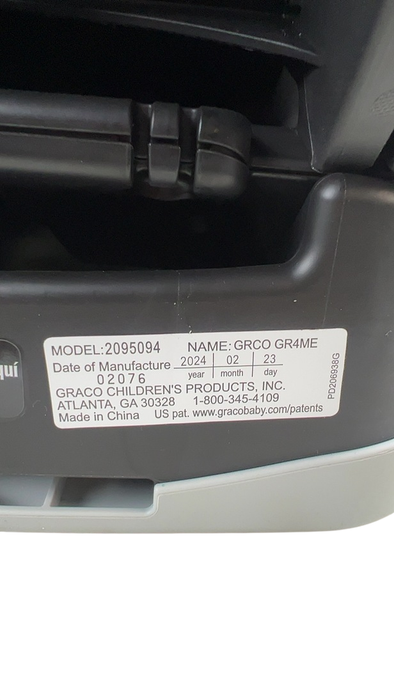 MODEL:2095094 NAME: GRCO GR4ME
Date of Manufacture 2024 02 23
02076 year month day
GRACO CHILDREN'S PRODUCTS, INC.
ATLANTA, GA 30328 1-800-345-4109
Made in China US pat. www.gracobaby.com/patents
PD206938G